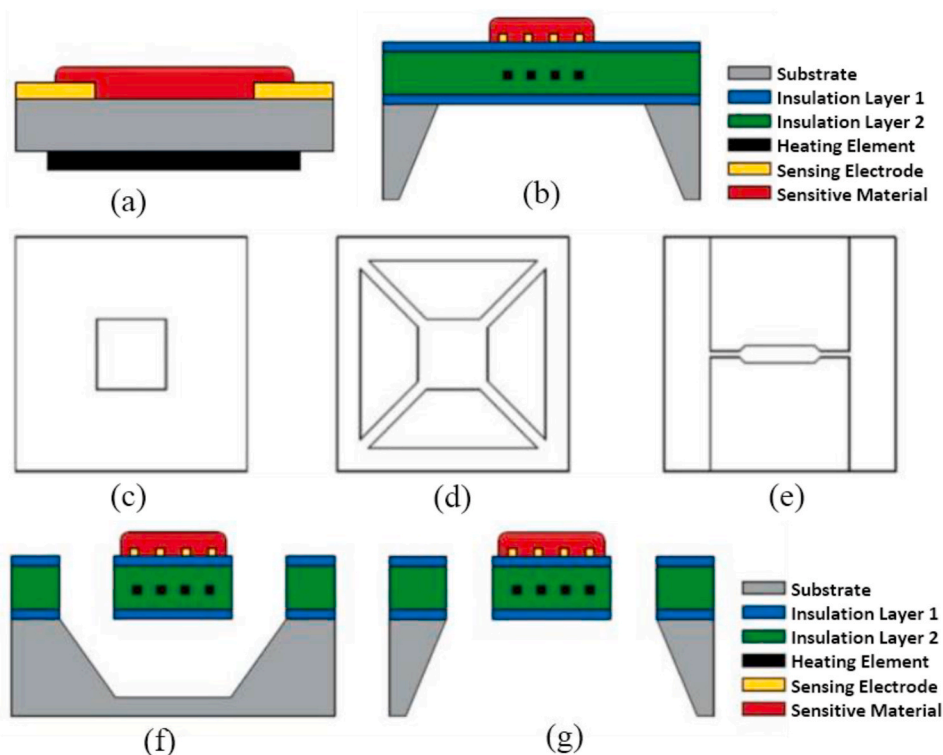 Substrate
Insulation Layer 1
Insulation Layer 2
Heating Element
Sensing Electrode
Sensitive Material
(a)
(b)
(c)
(d)
(e)
Substrate
Insulation Layer 1
Insulation Layer 2
Heating Element
Sensing Electrode
Sensitive Material
(f)
(g)